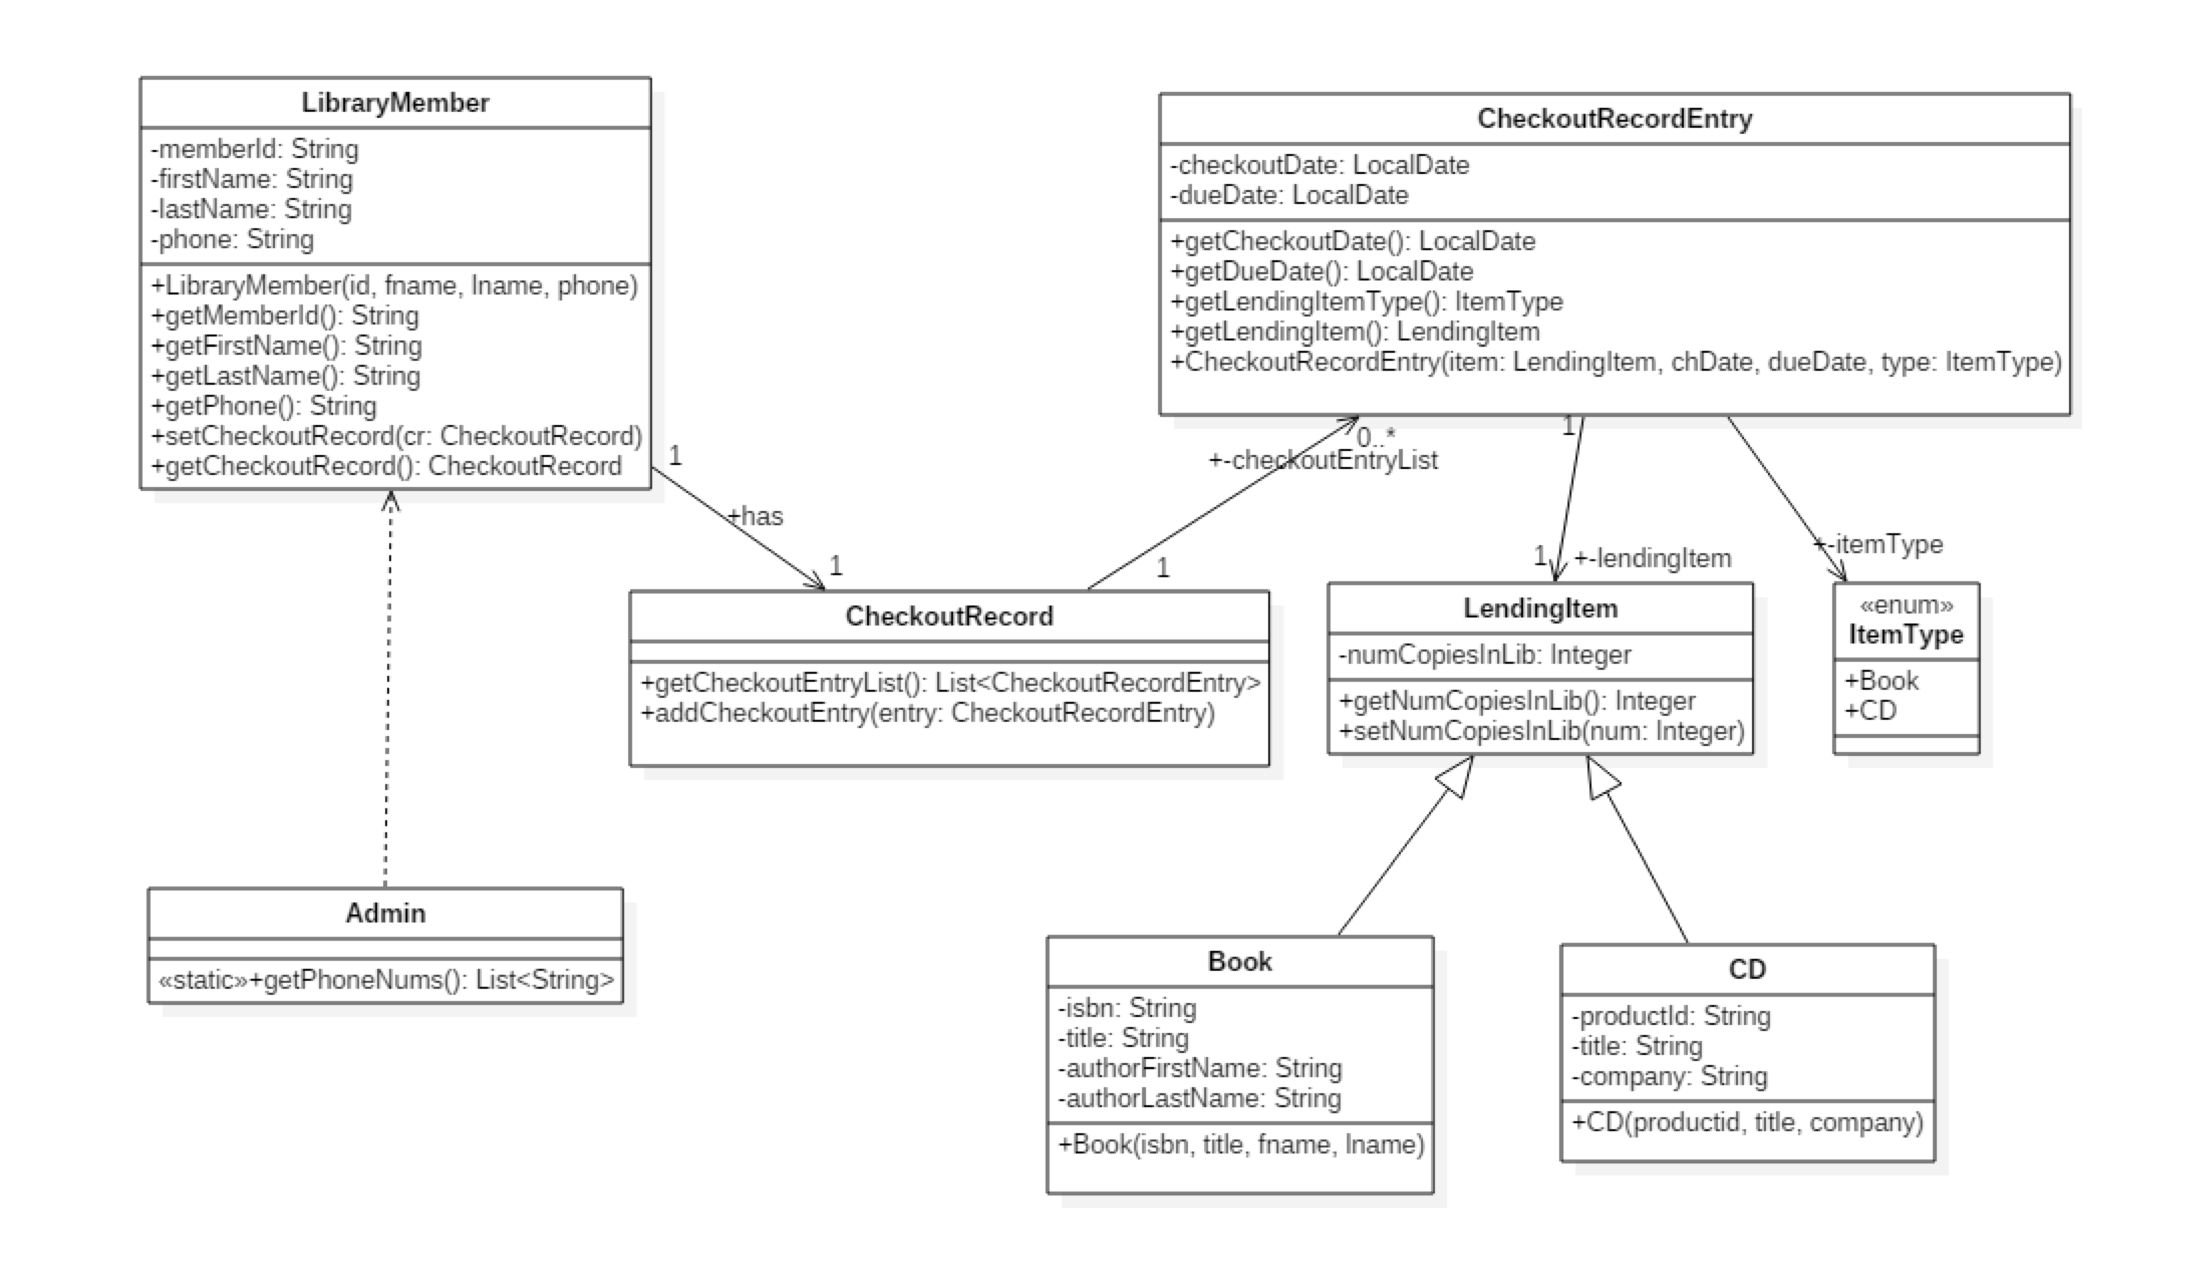 LibraryMember
-memberId: String
-firstName: String
-lastName: String
-phone: String
+LibraryMember(id, fname, lname, phone)
+getMemberId(): String
+getFirstName(): String
+getLastName(): String
+getPhone(): String
+setCheckoutRecord(cr: CheckoutRecord)
+getCheckoutRecord(): CheckoutRecord
1
+has
1
CheckoutRecordEntry
-checkoutDate: LocalDate
-dueDate: LocalDate
+getCheckoutDate(): LocalDate
+getDueDate(): LocalDate
+getLendingItemType(): ItemType
+getLendingItem(): LendingItem
+CheckoutRecordEntry(item: LendingItem, chDate, dueDate, type: ItemType)
0..*
+-checkoutEntryList
1
1
1
+-lendingItem
+-itemType
CheckoutRecord
+getCheckoutEntryList(): List<CheckoutRecordEntry>
+addCheckoutEntry(entry: CheckoutRecordEntry)
LendingItem
-numCopiesInLib: Integer
+getNumCopiesInLib(): Integer
+setNumCopiesInLib(num: Integer)
«enum»
ItemType
+Book
+CD
Admin
«static»+getPhoneNums(): List<String>
Book
-isbn: String
-title: String
-authorFirstName: String
-authorLastName: String
+Book(isbn, title, fname, lname)
CD
-productId: String
-title: String
-company: String
+CD(productid, title, company)